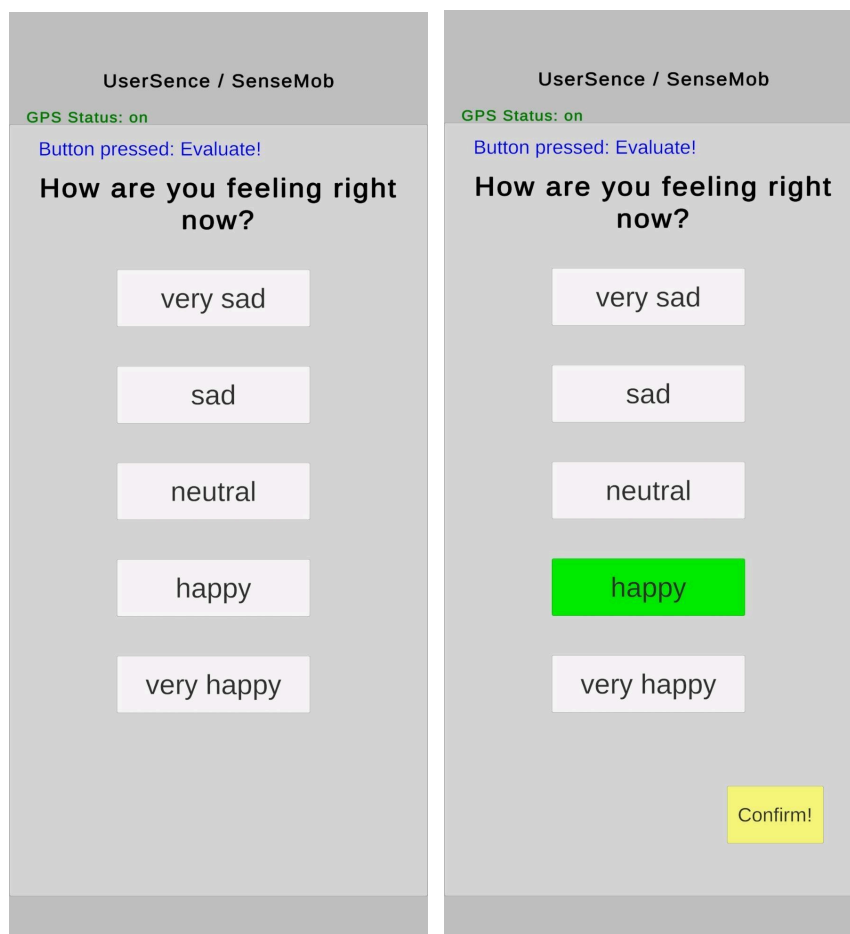 UserSence / SenseMob
GPS Status: on
Button pressed: Evaluate!
How are you feeling right
now?
very sad
sad
neutral
happy
very happy
UserSence / SenseMob
GPS Status: on
Button pressed: Evaluate!
How are you feeling right
now?
very sad
sad
neutral
happy
very happy
Confirm!